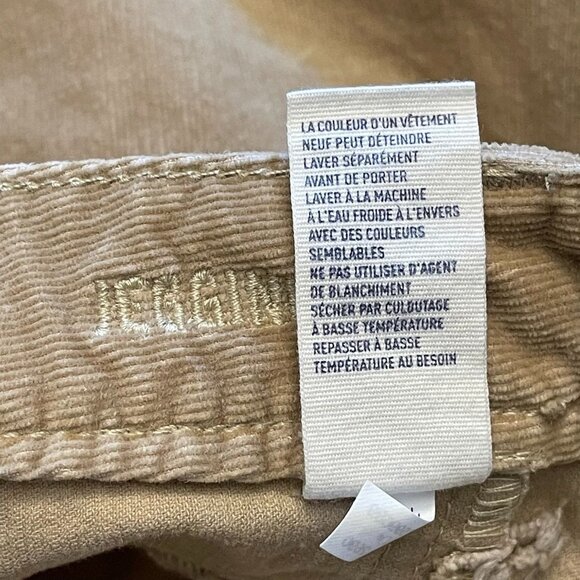 LA COULEUR D'UN VÊTEMENT
NEUF PEUT DÉTEINDRE
LAVER SÉPARÉMENT
AVANT DE PORTER
LAVER À LA MACHINE
À L'EAU FROIDE À L'ENVERS
AVEC DES COULEURS
SEMBLABLES
NE PAS UTILISER D'AGENT
DE BLANCHIMENT
SÉCHER PAR CULBUTAGE
À BASSE TEMPÉRATURE
REPASSER À BASSE
TEMPÉRATURE AU BESOIN